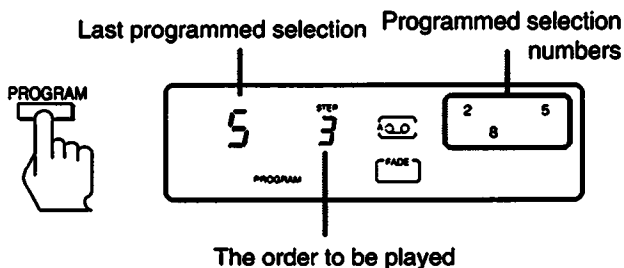 Last programmed selection
Programmed selection
numbers
PROGRAM
STEP
5 3
A
2 5
8
FADE
PROGRAM
The order to be played